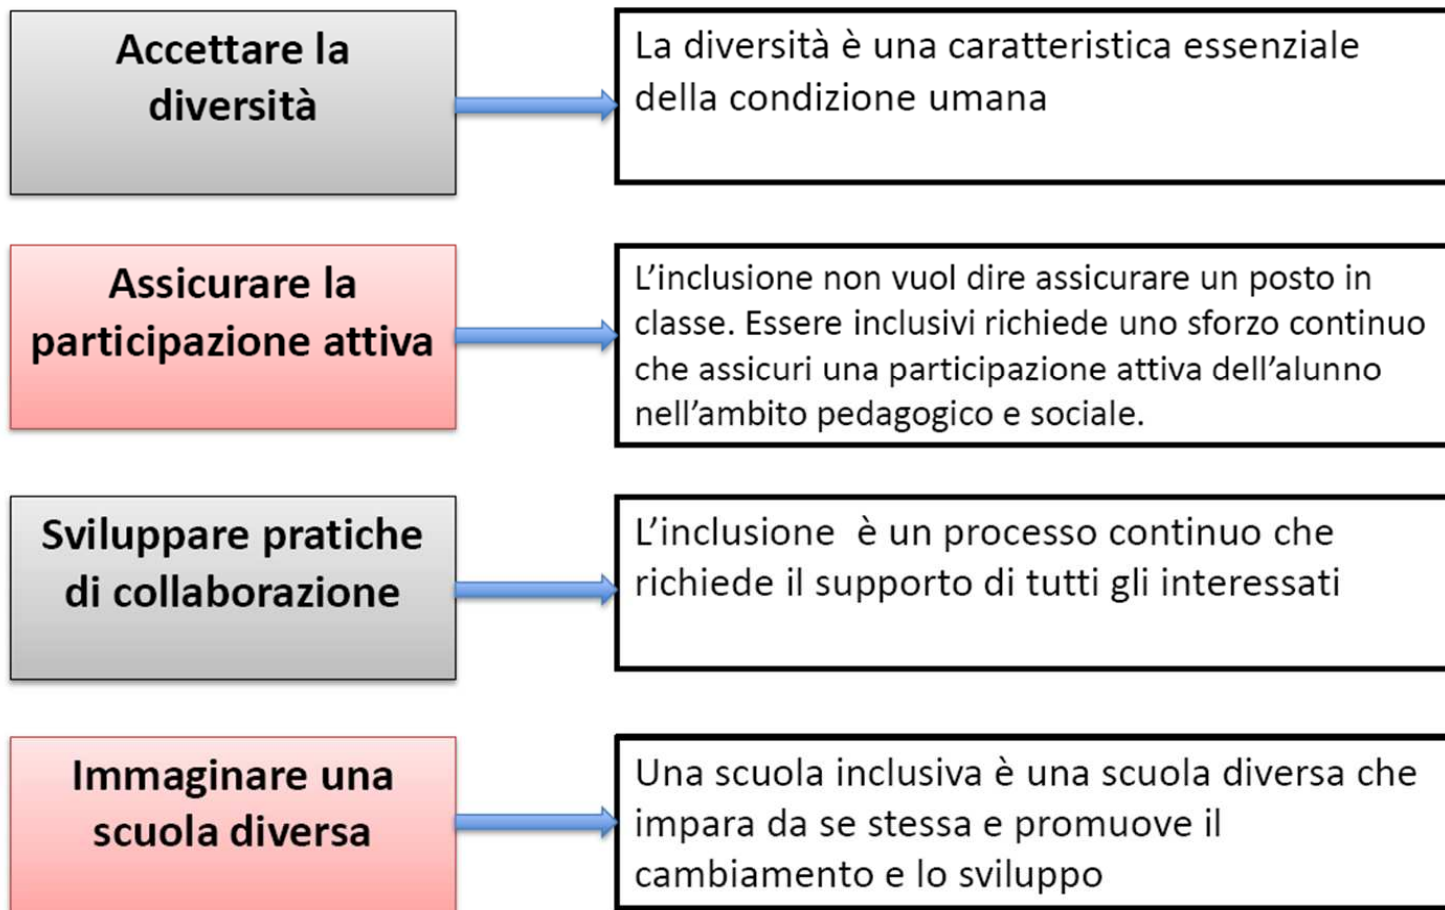 Accettare la
diversità
La diversità è una caratteristica essenziale
della condizione umana
Assicurare la
participazione attiva
L’inclusione non vuol dire assicurare un posto in
classe. Essere inclusivi richiede uno sforzo continuo
che assicuri una participazione attiva dell’alunno
nell’ambito pedagogico e sociale.
Sviluppare pratiche
di collaborazione
L’inclusione  è un processo continuo che
richiede il supporto di tutti gli interessati
Immaginare una
scuola diversa
Una scuola inclusiva è una scuola diversa che
impara da se stessa e promuove il
cambiamento e lo sviluppo